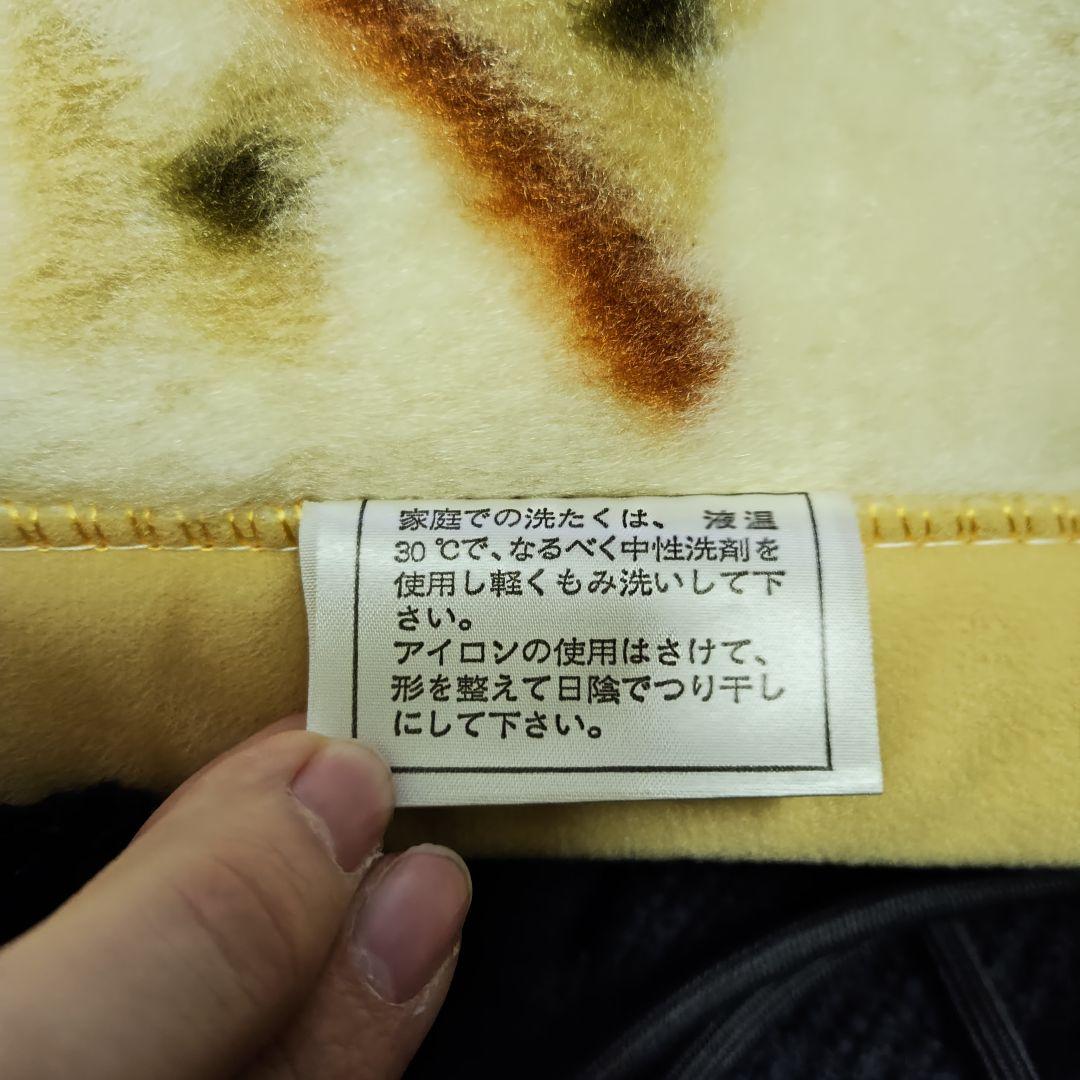 家庭での洗たくは、 液温
30℃で、なるべく中性洗剤を
使用し軽くもみ洗いして下
さい。
アイロンの使用はさけて、
形を整えて日陰でつり干し
にして下さい。